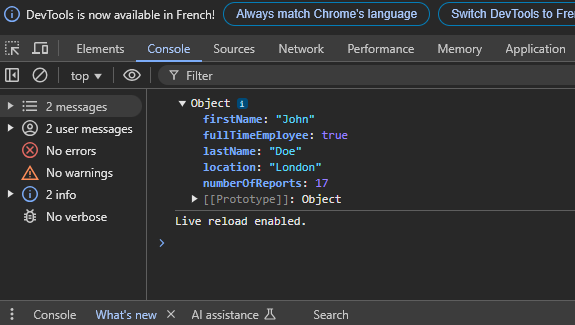 DevTools is now available in French! Always match Chrome's language Switch DevTools to Fre
Elements Console Sources Network Performance Memory Application
top Filter
2 messages
2 user messages
No errors
No warnings
2 info
No verbose
Object i
firstName: "John"
fullTimeEmployee: true
lastName: "Doe"
location: "London"
numberOfReports: 17
[[Prototype]]: Object
Live reload enabled.
Console What's new AI assistance Search